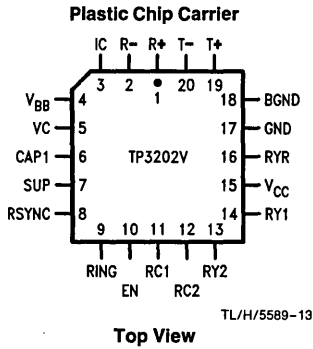 Plastic Chip Carrier
IC R- R+ T- T+
3 2 1 20 19
V_BB 4 18 BGND
VC 5 17 GND
CAP1 6 TP3202V 16 RYR
SUP 7 15 V_CC
RSYNC 8 14 RY1
9 10 11 12 13
RING EN RC1 RC2 RY2
TL/H/5589-13
Top View